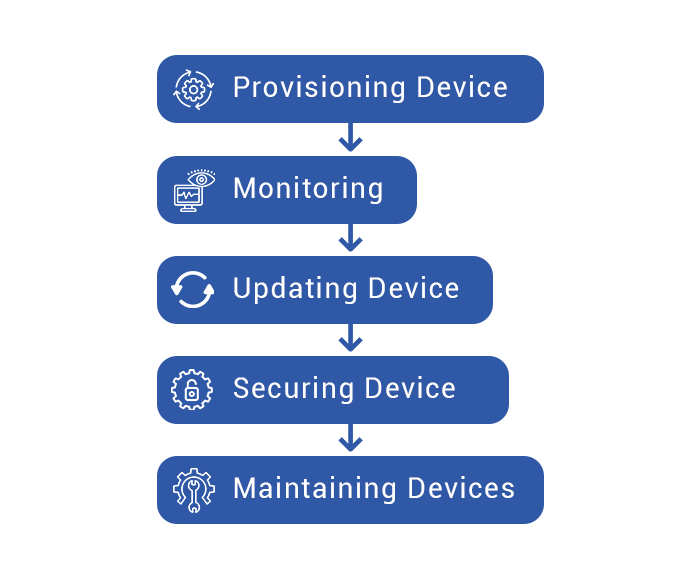 Provisioning Device
Monitoring
Updating Device
Securing Device
Maintaining Devices